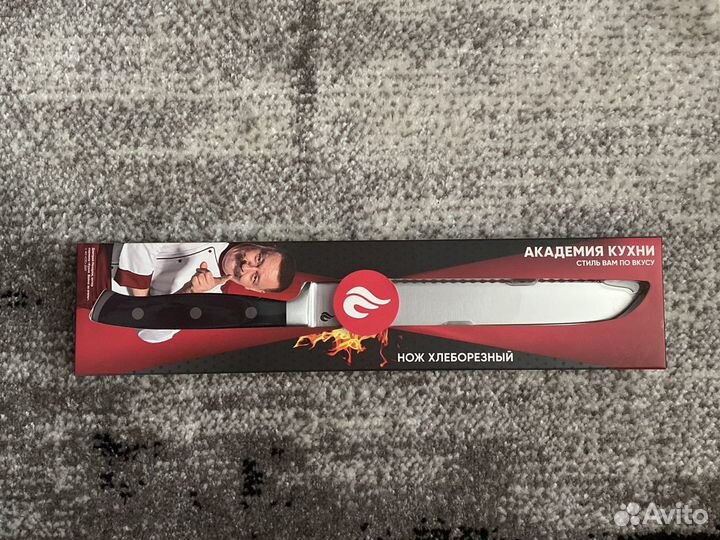 АКАДЕМИЯ КУХНИ
СТИЛЬ ВАМ ПО ВКУСУ
НОЖ ХЛЕБОРЕЗНЫЙ
Avito